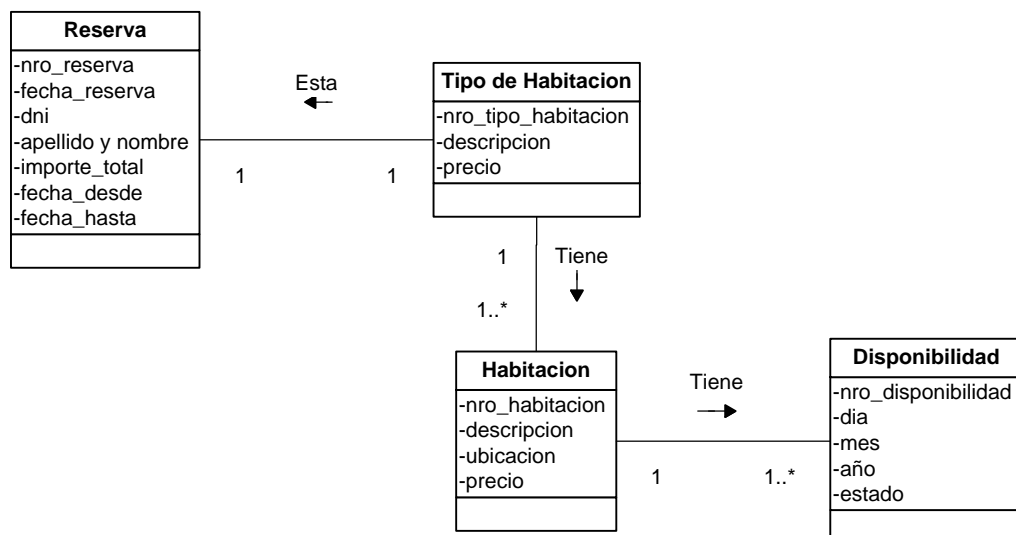 Reserva
-nro_reserva
-fecha_reserva
-dni
-apellido y nombre
-importe_total
-fecha_desde
-fecha_hasta
Esta
1
1
Tipo de Habitacion
-nro_tipo_habitacion
-descripcion
-precio
1
Tiene
1..*
Habitacion
-nro_habitacion
-descripcion
-ubicacion
-precio
Tiene
1
1..*
Disponibilidad
-nro_disponibilidad
-dia
-mes
-año
-estado